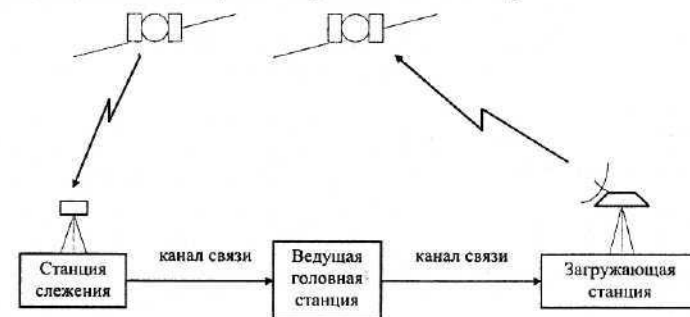 канал связи
канал связи
Станция
слежения
Ведущая
головная
станция
Загружающая
станция